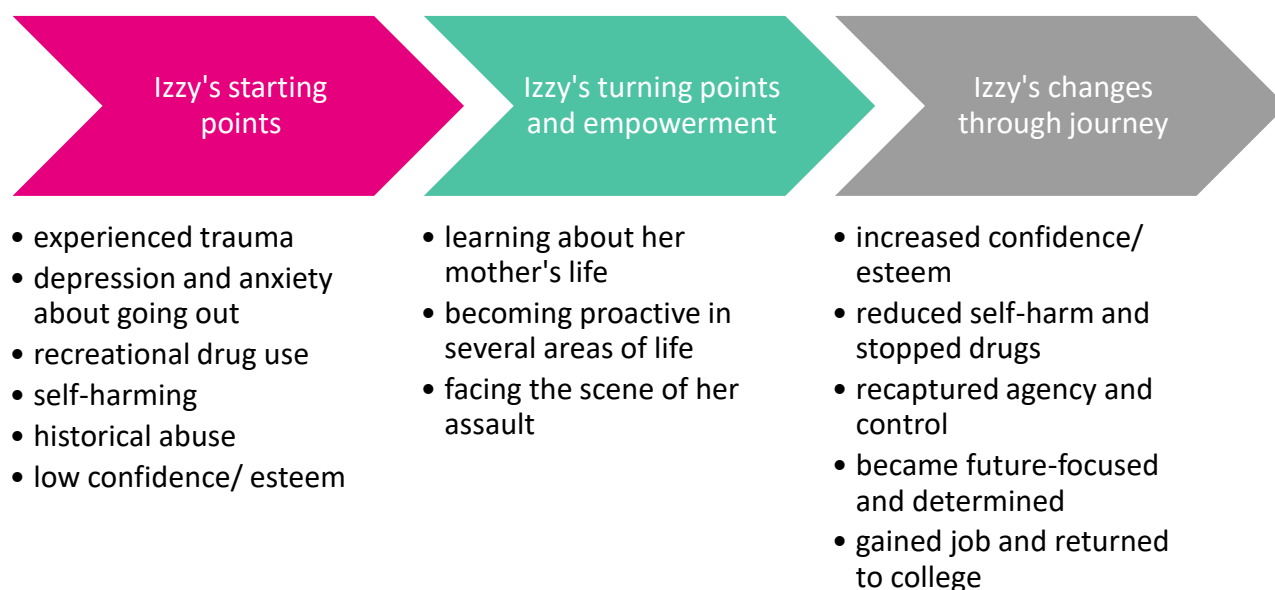 Izzy's starting
points
Izzy's turning points
and empowerment
Izzy's changes
through journey
• experienced trauma
• depression and anxiety
about going out
• recreational drug use
• self-harming
• historical abuse
• low confidence/ esteem
• learning about her
mother's life
• becoming proactive in
several areas of life
• facing the scene of her
assault
• increased confidence/
esteem
• reduced self-harm and
stopped drugs
• recaptured agency and
control
• became future-focused
and determined
• gained job and returned
to college